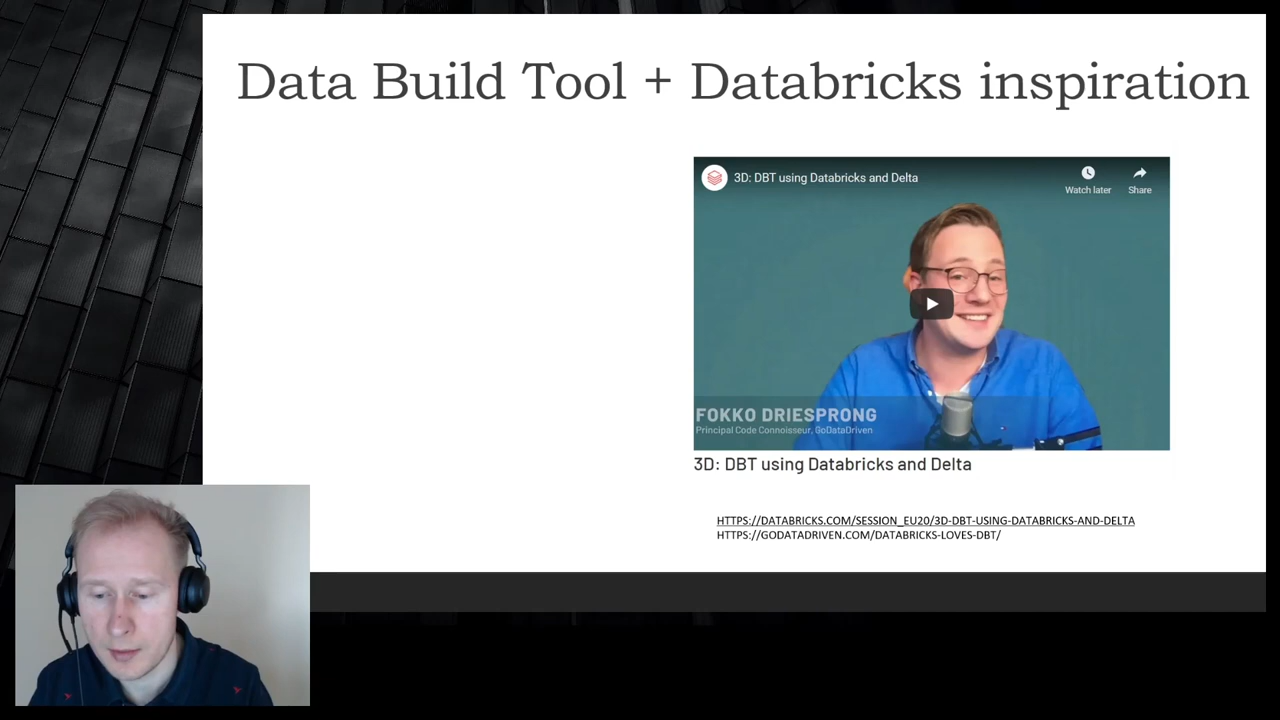 Data Build Tool + Databricks inspiration
3D: DBT using Databricks and Delta
Watch later
Share
FOKKO DRIESPRONG
Principal Code Connoisseur, GoDataDriven
3D: DBT using Databricks and Delta
HTTPS://DATABRICKS.COM/SESSION_EU20/3D-DBT-USING-DATABRICKS-AND-DELTA
HTTPS://GODATADRIVEN.COM/DATABRICKS-LOVES-DBT/